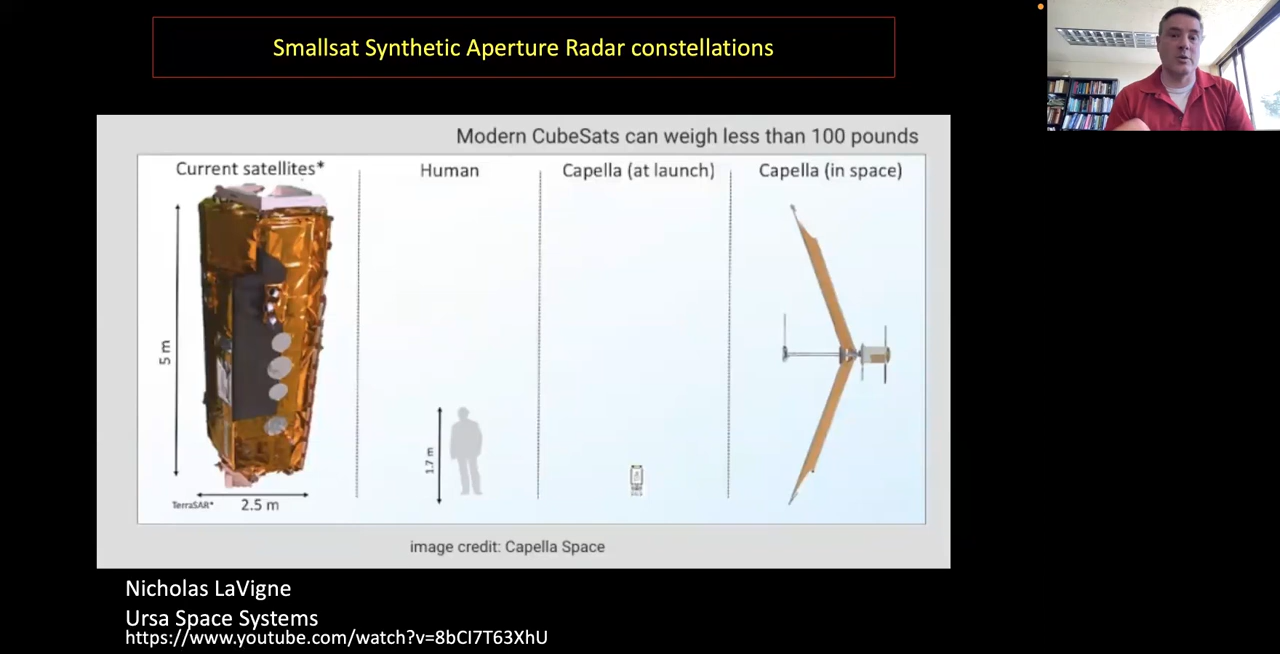 Smallsat Synthetic Aperture Radar constellations
Modern CubeSats can weigh less than 100 pounds
Current satellites*
Human
Capella (at launch)
Capella (in space)
5 m
1.7 m
TerraSAR*
2.5 m
image credit: Capella Space
Nicholas LaVigne
Ursa Space Systems
https://www.youtube.com/watch?v=8bCI7T63XhU